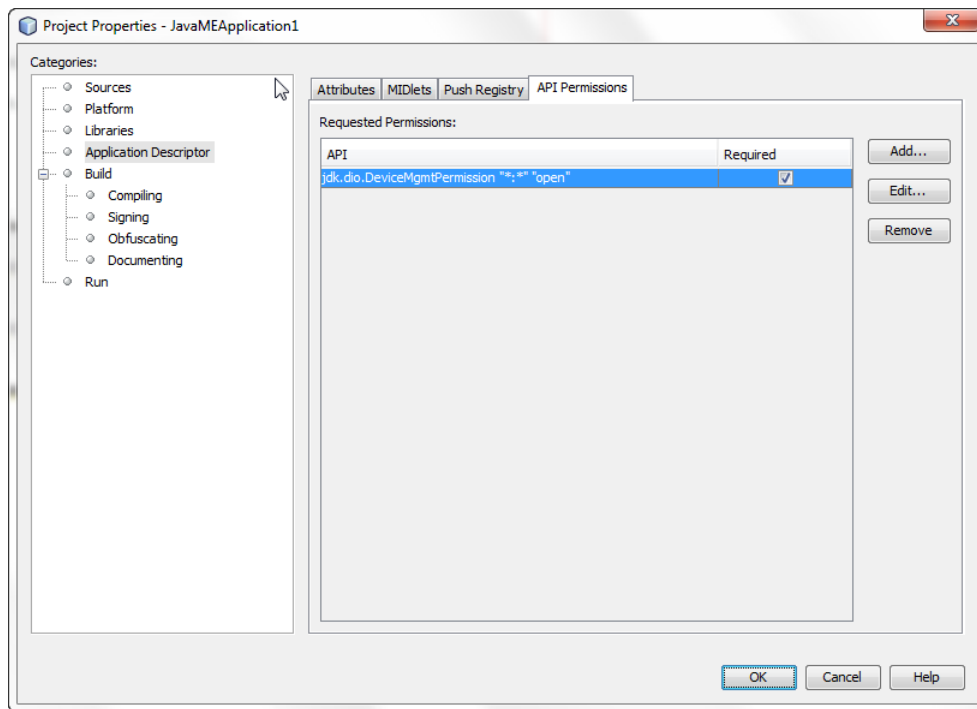 Project Properties - JavaMEApplication1
Categories:
Sources
Platform
Libraries
Application Descriptor
Build
Compiling
Signing
Obfuscating
Documenting
Run
Attributes MIDlets Push Registry API Permissions
Requested Permissions:
API Required
jdk.dio.DeviceMgmtPermission "*:*" "open"
Add...
Edit...
Remove
OK Cancel Help